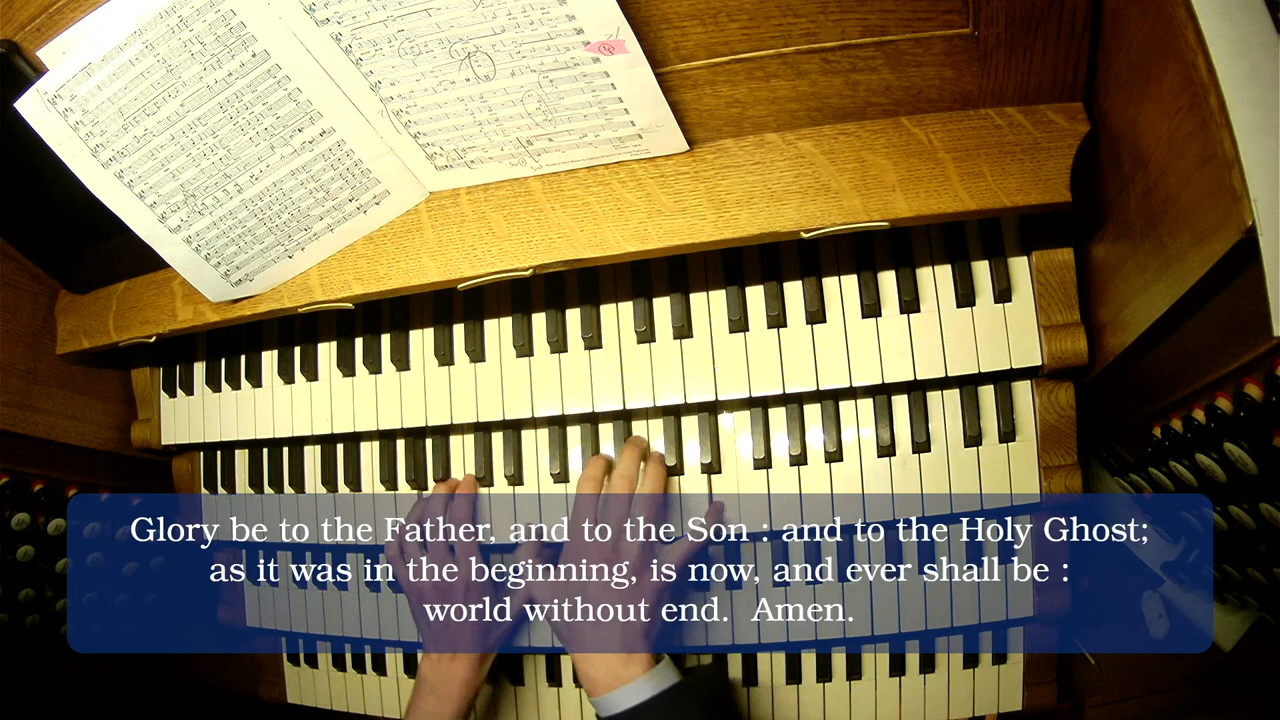 Glory be to the Father, and to the Son : and to the Holy Ghost;
as it was in the beginning, is now, and ever shall be :
world without end.  Amen.